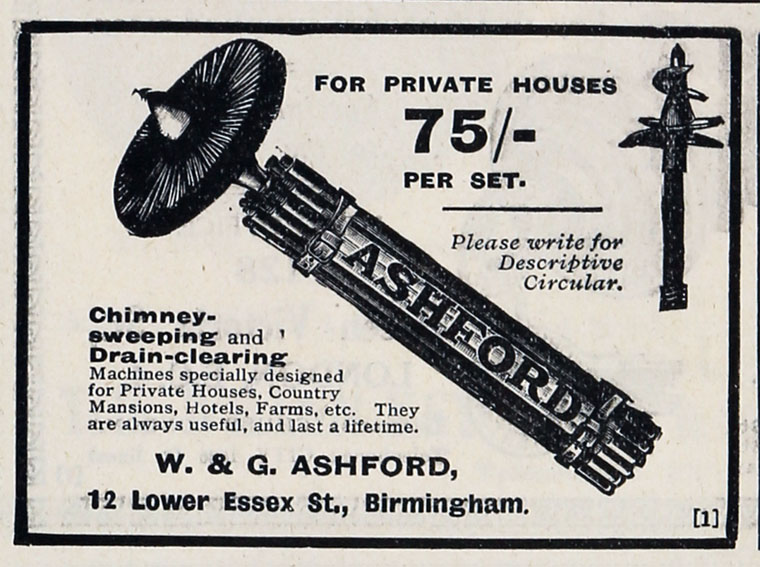 FOR PRIVATE HOUSES
75/-
PER SET.
Please write for
Descriptive
Circular.
ASHFORD
Chimney-
sweeping and
Drain-clearing
Machines specially designed
for Private Houses, Country
Mansions, Hotels, Farms, etc. They
are always useful, and last a lifetime.
W. & G. ASHFORD,
12 Lower Essex St., Birmingham.
[1]